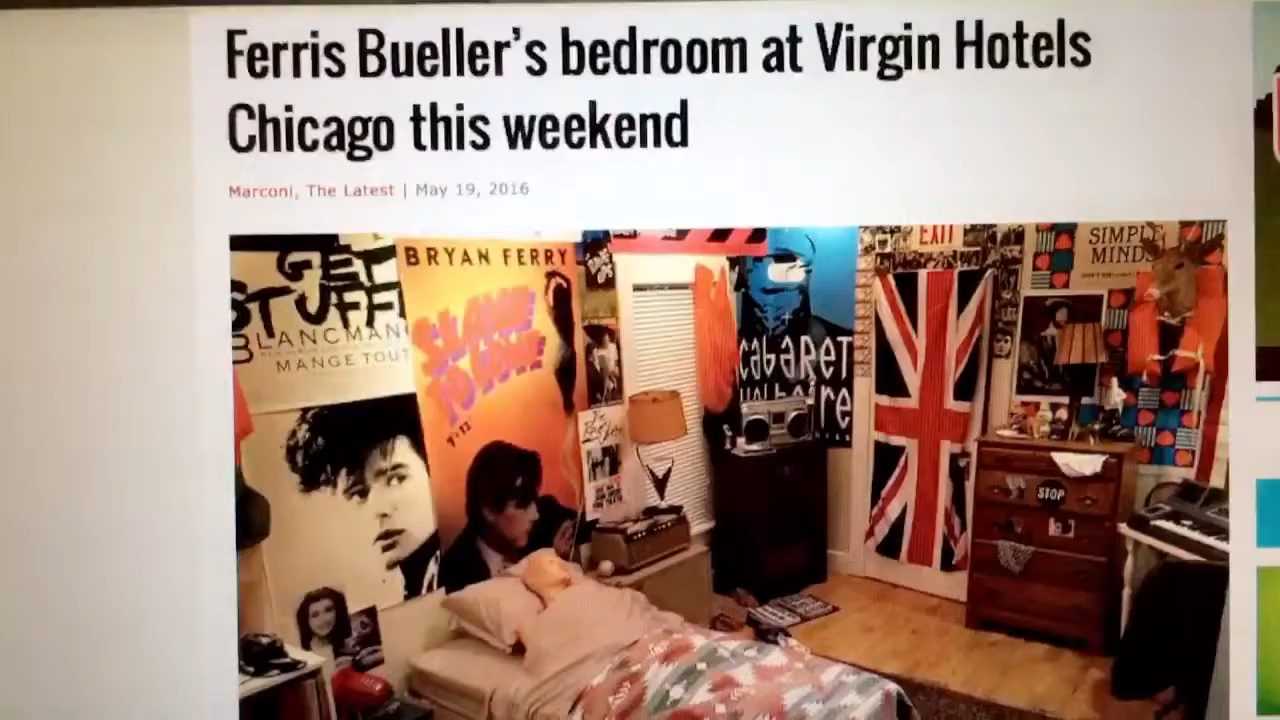 Ferris Bueller's bedroom at Virgin Hotels
Chicago this weekend
Marconi, The Latest | May 19, 2016
GET
STUFF
BLANCMAN
MANGE TOUT
BRYAN FERRY
SLAVE
TO LOVE
cabaret
voltaire
EXIT
SIMPLE
MINDS
STOP